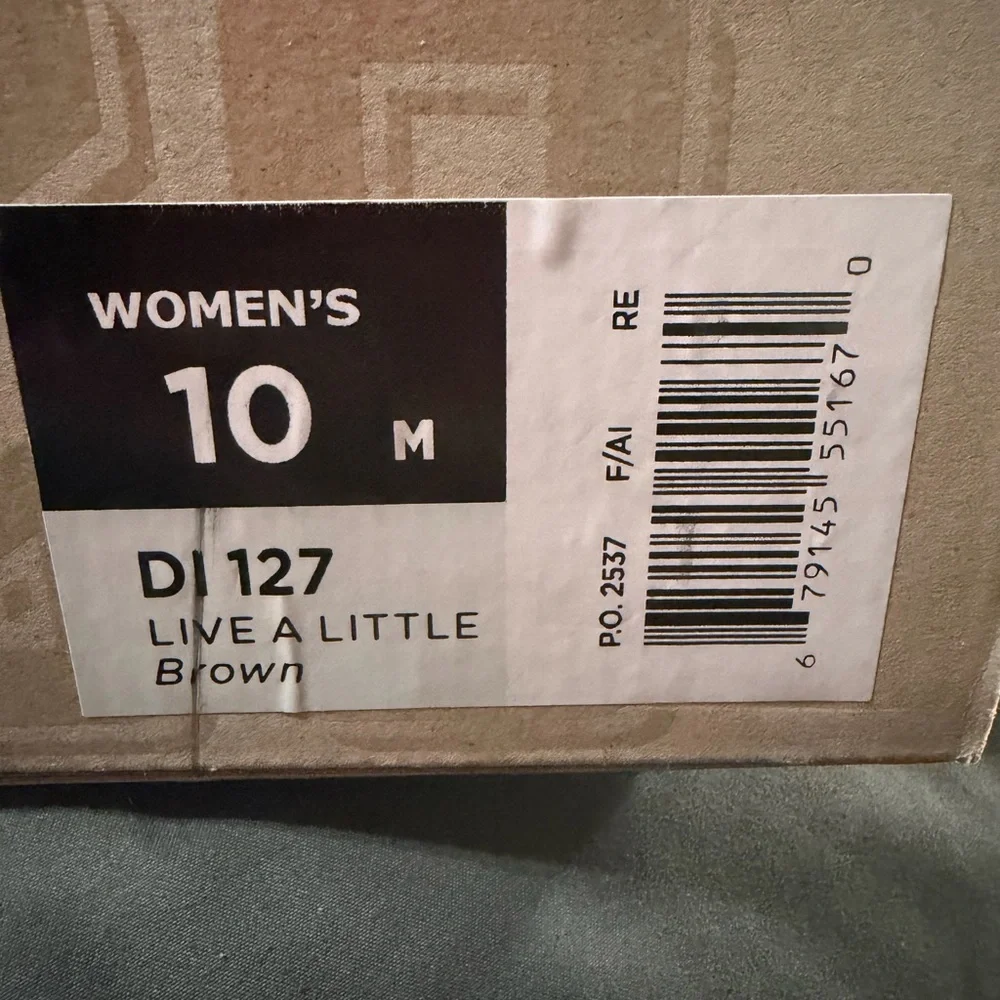 WOMEN'S
10 M
DI 127
LIVE A LITTLE
Brown
P.O. 2537 F/AI RE
6 79145 55167 0